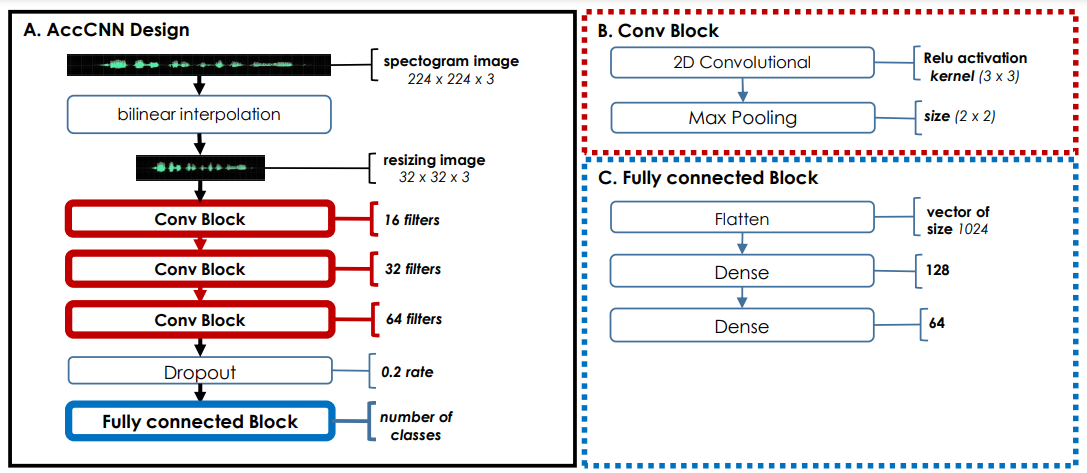 A. AccCNN Design
spectogram image
224 x 224 x 3
bilinear interpolation
resizing image
32 x 32 x 3
Conv Block
16 filters
Conv Block
32 filters
Conv Block
64 filters
Dropout
0.2 rate
Fully connected Block
number of
classes
B. Conv Block
2D Convolutional
Relu activation
kernel (3 x 3)
Max Pooling
size (2 x 2)
C. Fully connected Block
Flatten
vector of
size 1024
Dense
128
Dense
64